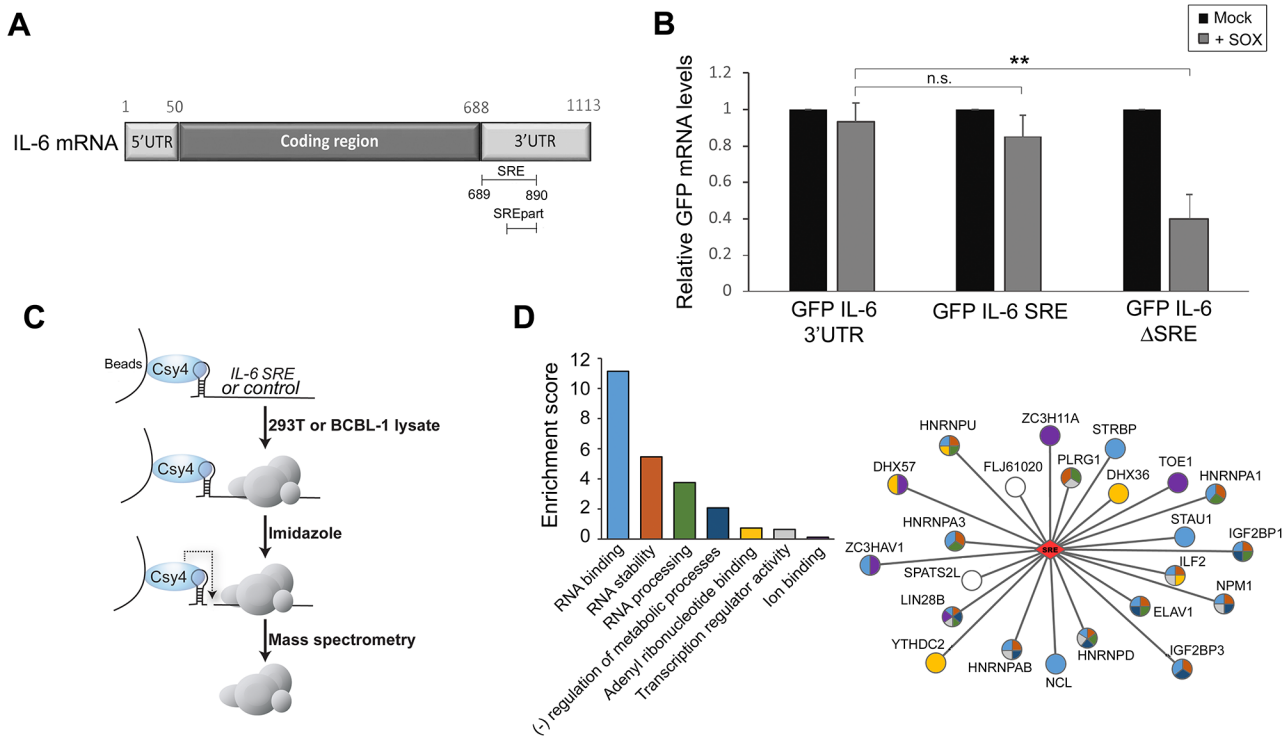 A
1
50
688
1113
IL-6 mRNA
5'UTR
Coding region
3'UTR
SRE
689
890
SREpart
B
Mock
+ SOX
**
n.s.
Relative GFP mRNA levels
1.2
1
0.8
0.6
0.4
0.2
0
GFP IL-6
3'UTR
GFP IL-6 SRE
GFP IL-6
ΔSRE
C
Beads
Csy4
IL-6 SRE
or control
293T or BCBL-1 lysate
Csy4
Imidazole
Csy4
Mass spectrometry
D
Enrichment score
12
10
8
6
4
2
0
RNA binding
RNA stability
RNA processing
(-) regulation of metabolic processes
Adenyl ribonucleotide binding
Transcription regulator activity
Ion binding
ZC3H11A
HNRNPU
STRBP
PLRG1
TOE1
FLJ61020
DHX57
DHX36
HNRNPA1
HNRNPA3
STAU1
IGF2BP1
ZC3HAV1
SRE
ILF2
SPATS2L
NPM1
LIN28B
ELAV1
YTHDC2
HNRNPAB
NCL
HNRNPD
IGF2BP3